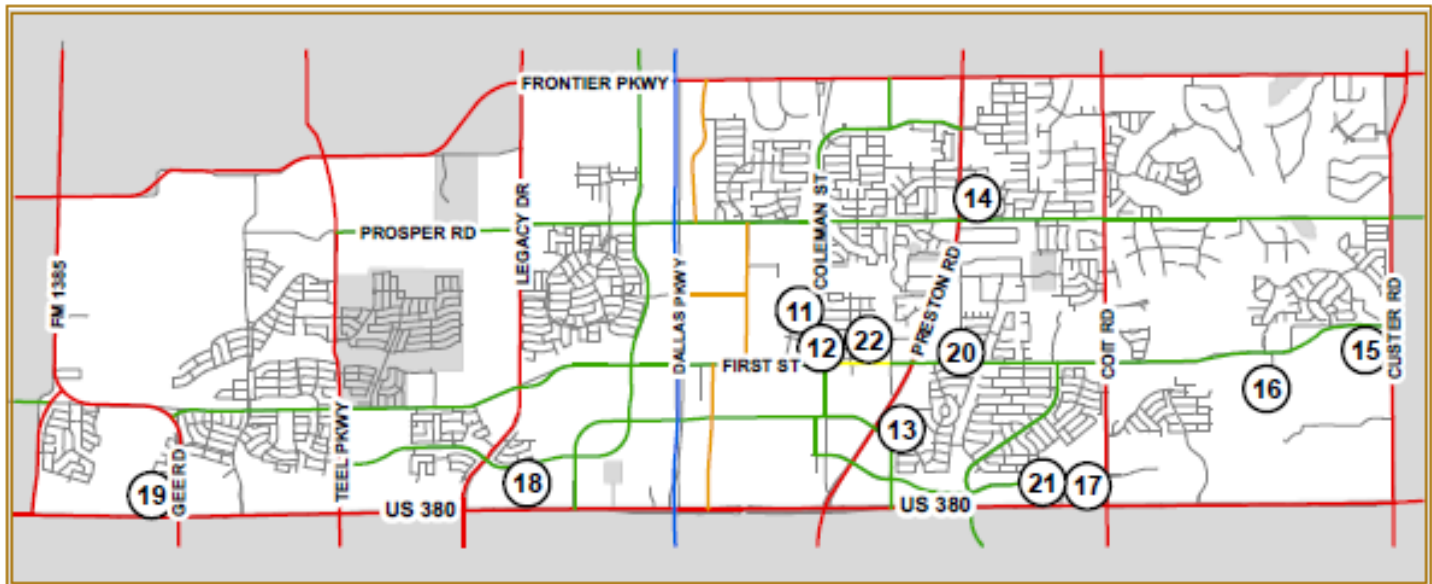 FRONTIER PKWY
COLEMAN ST
LEGACY DR
14
PROSPER RD
DALLAS PKWY
PRESTON RD
FM 1385
11
CUSTER RD
COIT RD
12
22
20
15
FIRST ST
16
TEEL PKWY
13
GEE RD
18
21
17
19
US 380
US 380